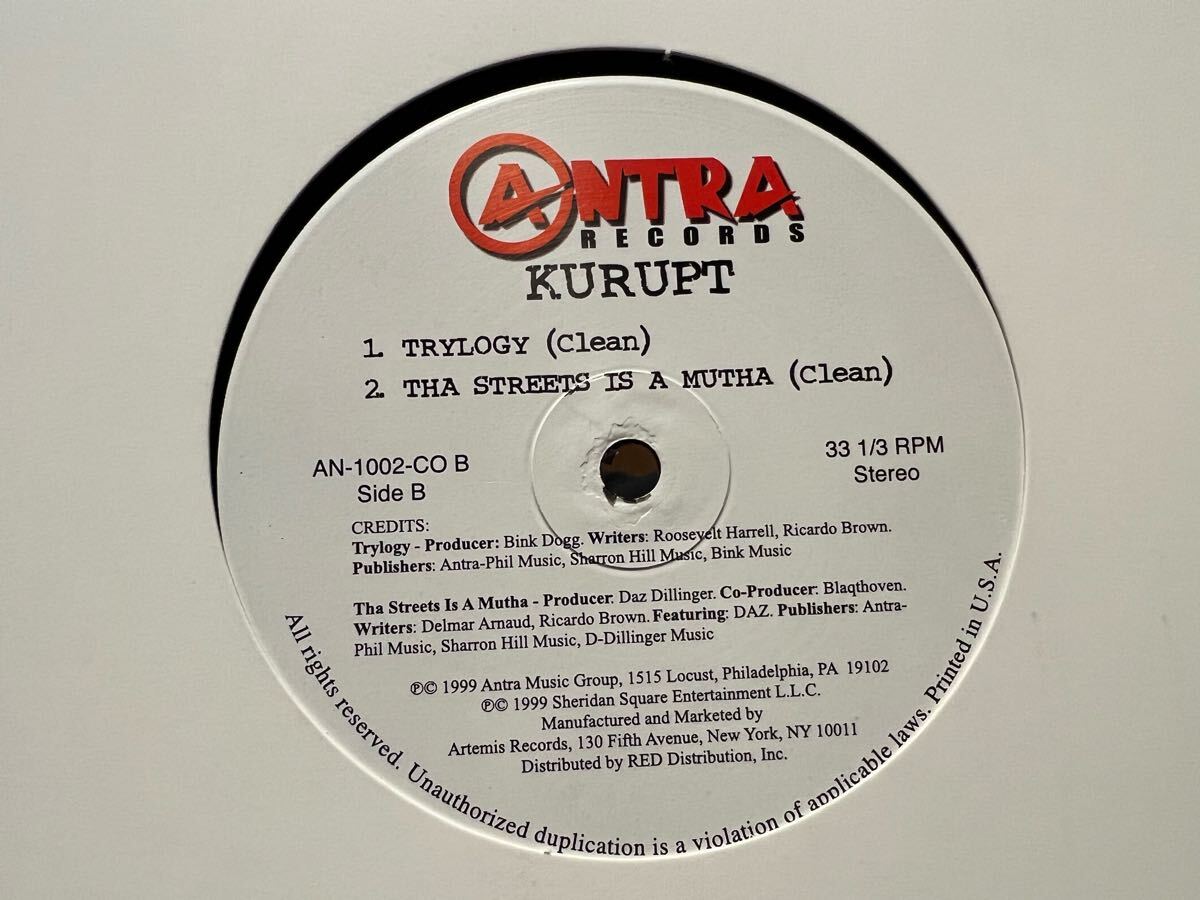 ANTRA
RECORDS
KURUPT
1. TRYLOGY (Clean)
2. THA STREETS IS A MUTHA (Clean)
AN-1002-CO B
Side B
33 1/3 RPM
Stereo
CREDITS:
Trylogy - Producer: Bink Dogg. Writers: Roosevelt Harrell, Ricardo Brown.
Publishers: Antra-Phil Music, Sharron Hill Music, Bink Music
Tha Streets Is A Mutha - Producer: Daz Dillinger. Co-Producer: Blaqthoven.
Writers: Delmar Arnaud, Ricardo Brown. Featuring: DAZ. Publishers: Antra-
Phil Music, Sharron Hill Music, D-Dillinger Music
℗© 1999 Antra Music Group, 1515 Locust, Philadelphia, PA 19102
℗© 1999 Sheridan Square Entertainment L.L.C.
Manufactured and Marketed by
Artemis Records, 130 Fifth Avenue, New York, NY 10011
Distributed by RED Distribution, Inc.
All rights reserved. Unauthorized duplication is a violation of applicable laws. Printed in U.S.A.